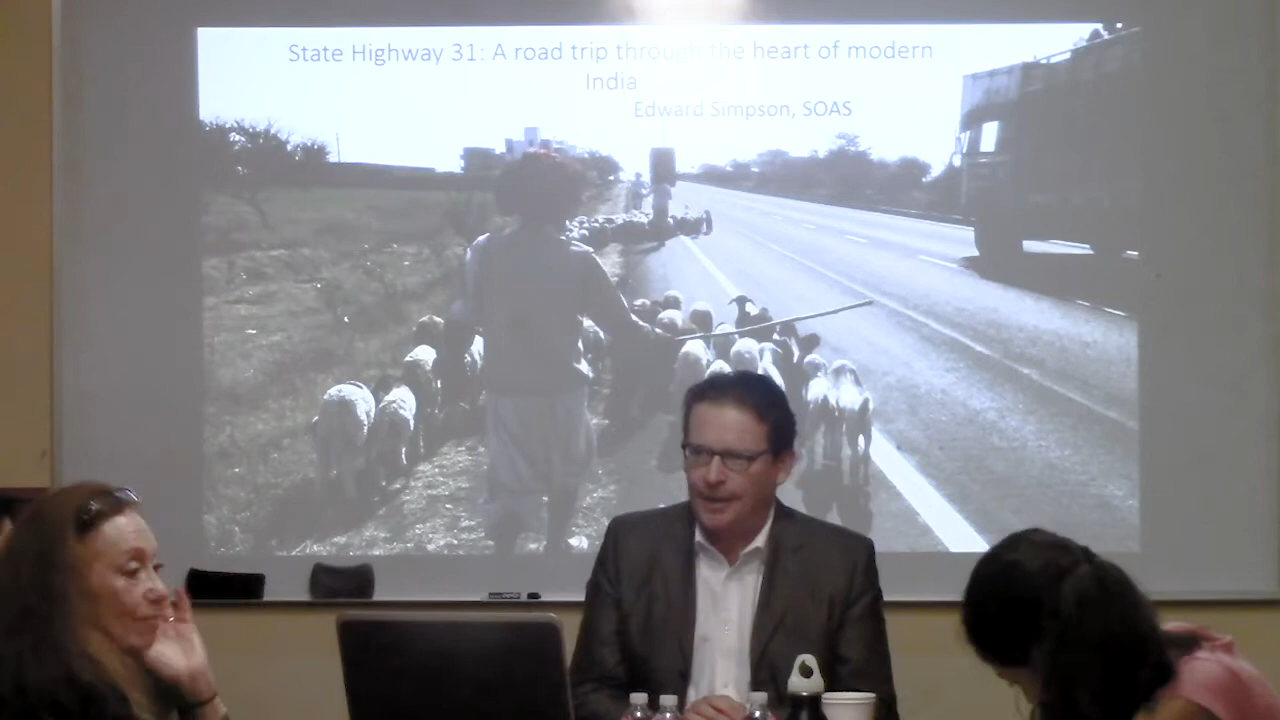 State Highway 31: A road trip through the heart of modern
India
Edward Simpson, SOAS